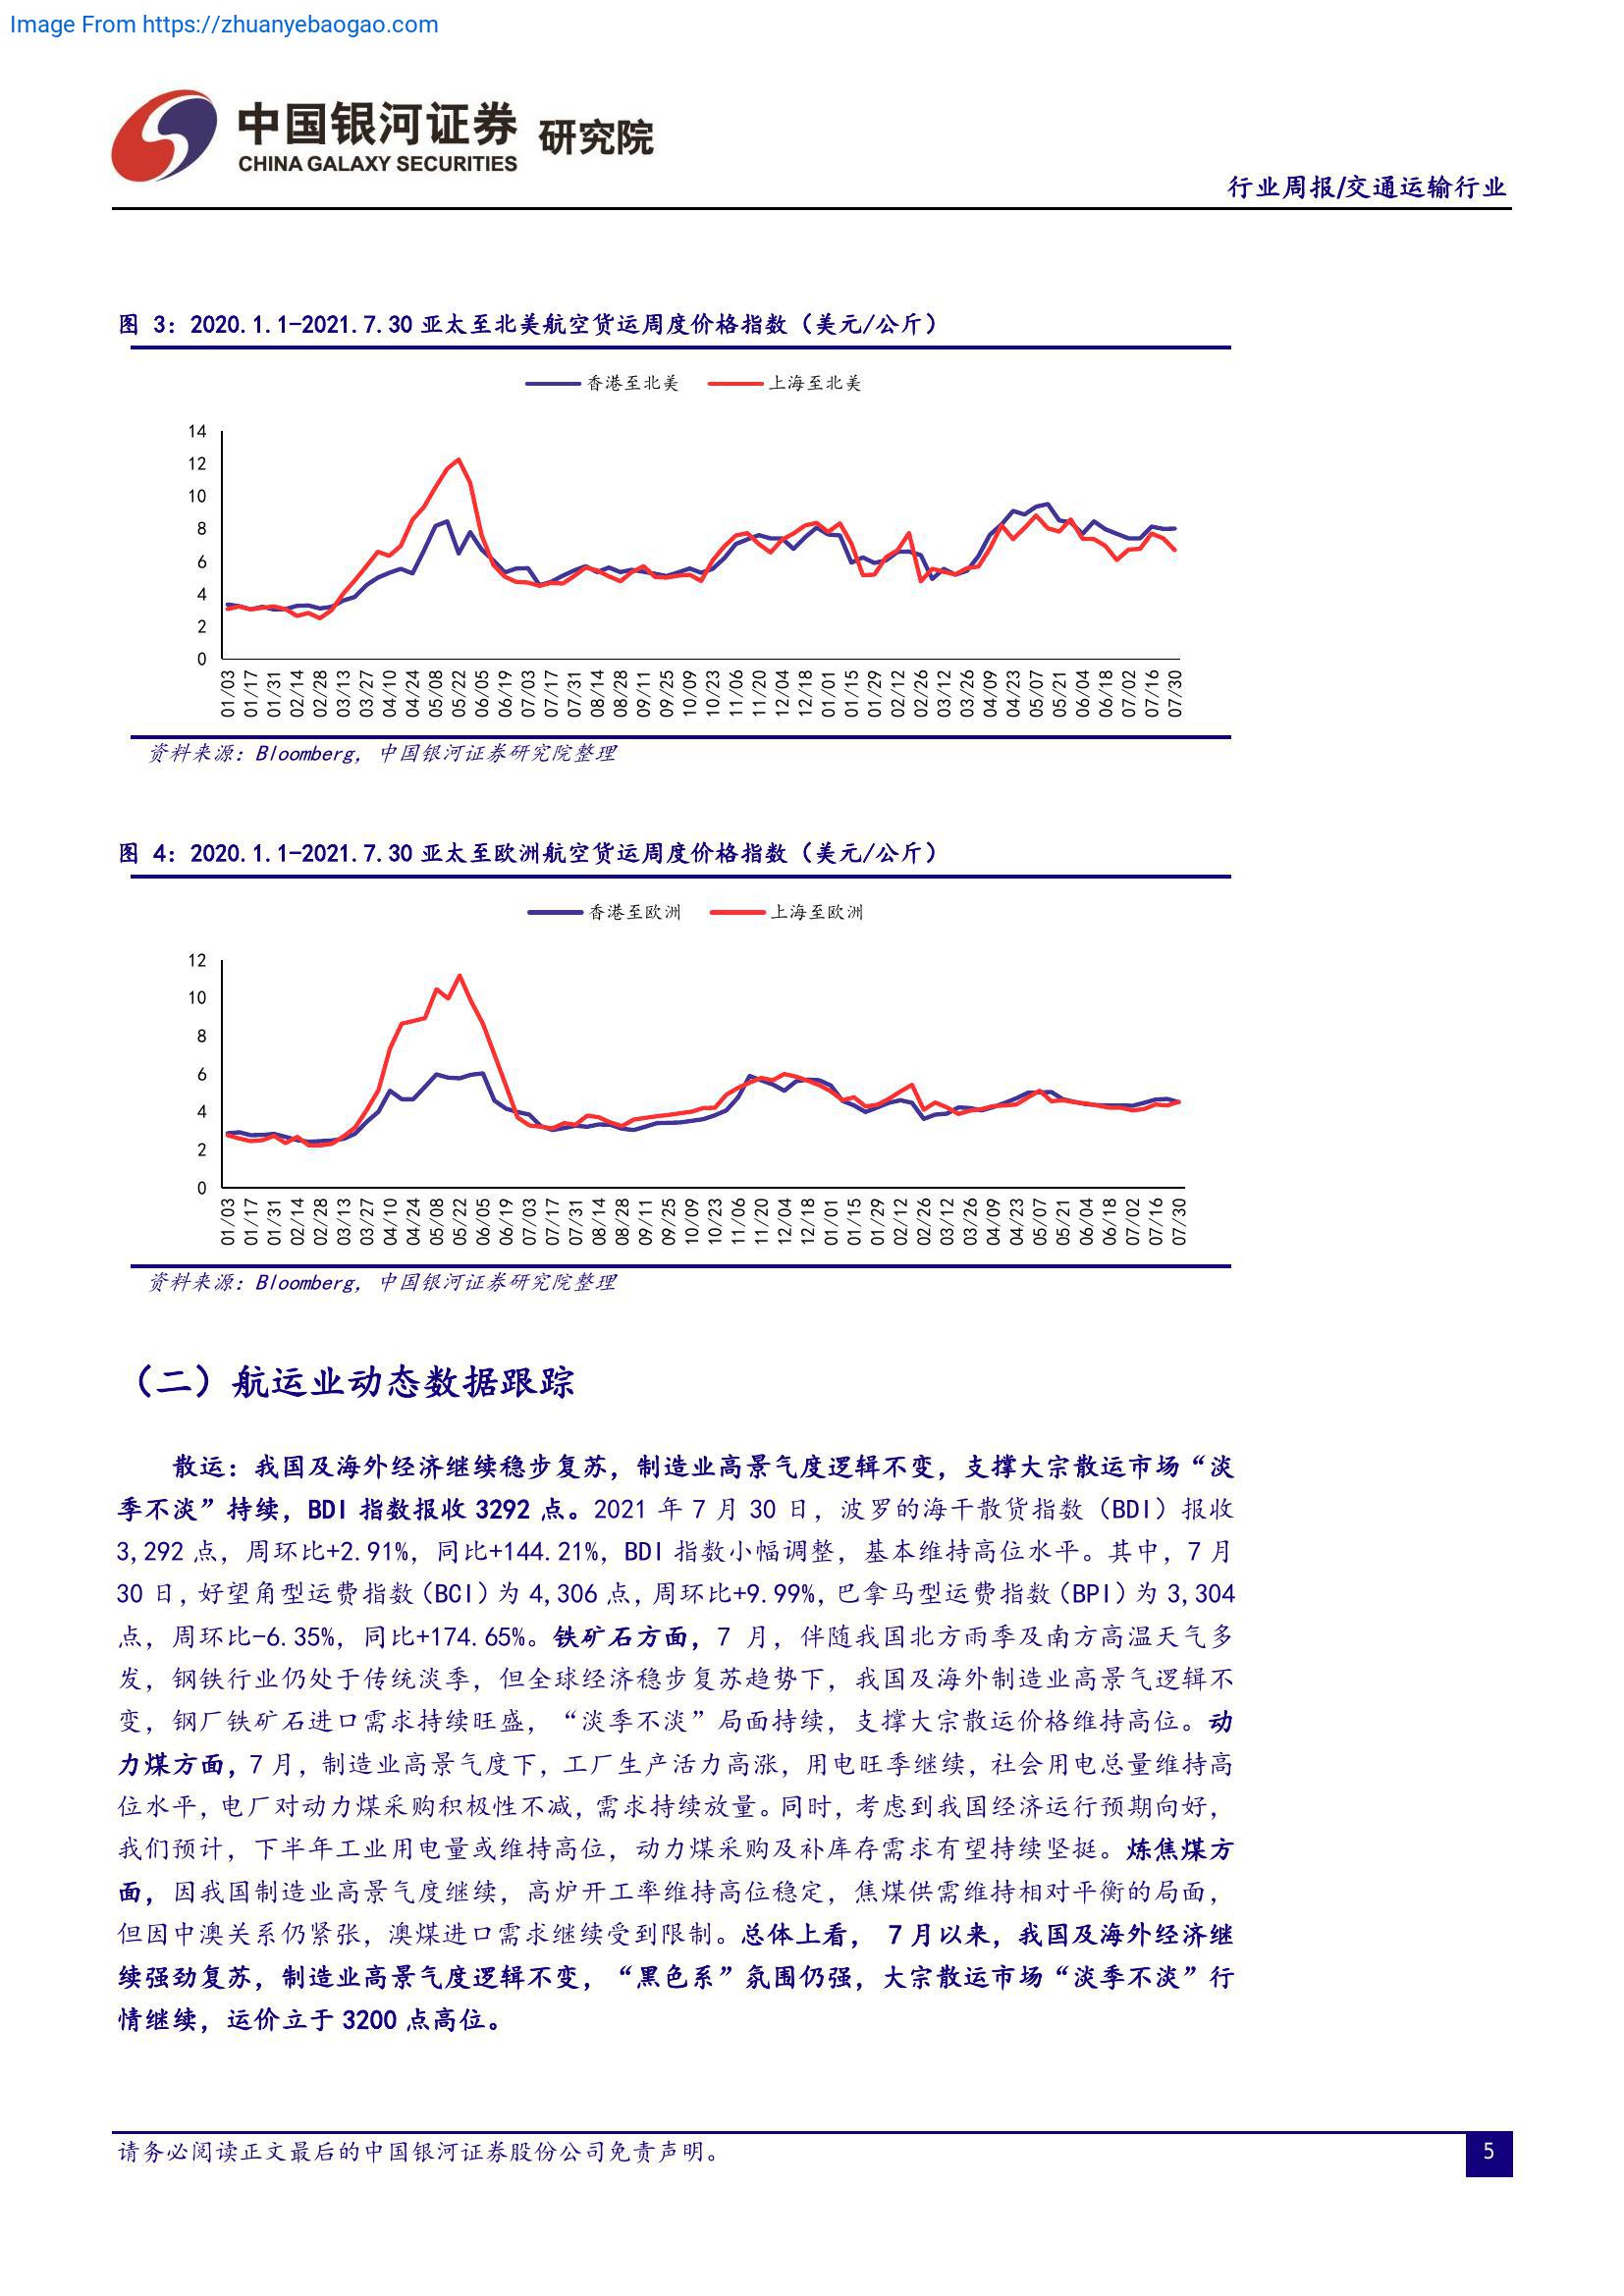 Image From https://zhuanyebaogao.com
中国银河证券 研究院
CHINA GALAXY SECURITIES
行业周报/交通运输行业
图 3：2020.1.1-2021.7.30 亚太至北美航空货运周度价格指数（美元/公斤）
香港至北美 上海至北美
14
12
10
8
6
4
2
0
01/03 01/17 01/31 02/14 02/28 03/13 03/27 04/10 04/24 05/08 05/22 06/05 06/19 07/03 07/17 07/31 08/14 08/28 09/11 09/25 10/09 10/23 11/06 11/20 12/04 12/18 01/01 01/15 01/29 02/12 02/26 03/12 03/26 04/09 04/23 05/07 05/21 06/04 06/18 07/02 07/16 07/30
资料来源：Bloomberg, 中国银河证券研究院整理
图 4：2020.1.1-2021.7.30 亚太至欧洲航空货运周度价格指数（美元/公斤）
香港至欧洲 上海至欧洲
12
10
8
6
4
2
0
01/03 01/17 01/31 02/14 02/28 03/13 03/27 04/10 04/24 05/08 05/22 06/05 06/19 07/03 07/17 07/31 08/14 08/28 09/11 09/25 10/09 10/23 11/06 11/20 12/04 12/18 01/01 01/15 01/29 02/12 02/26 03/12 03/26 04/09 04/23 05/07 05/21 06/04 06/18 07/02 07/16 07/30
资料来源：Bloomberg, 中国银河证券研究院整理
（二）航运业动态数据跟踪
散运：我国及海外经济继续稳步复苏，制造业高景气度逻辑不变，支撑大宗散运市场“淡
季不淡”持续，BDI 指数报收 3292 点。2021 年 7 月 30 日，波罗的海干散货指数（BDI）报收
3,292 点，周环比+2.91%，同比+144.21%，BDI 指数小幅调整，基本维持高位水平。其中，7 月
30 日，好望角型运费指数（BCI）为 4,306 点，周环比+9.99%，巴拿马型运费指数（BPI）为 3,304
点，周环比-6.35%，同比+174.65%。铁矿石方面，7 月，伴随我国北方雨季及南方高温天气多
发，钢铁行业仍处于传统淡季，但全球经济稳步复苏趋势下，我国及海外制造业高景气逻辑不
变，钢厂铁矿石进口需求持续旺盛，“淡季不淡”局面持续，支撑大宗散运价格维持高位。动
力煤方面，7 月，制造业高景气度下，工厂生产活力高涨，用电旺季继续，社会用电总量维持高
位水平，电厂对动力煤采购积极性不减，需求持续放量。同时，考虑到我国经济运行预期向好，
我们预计，下半年工业用电量或维持高位，动力煤采购及补库存需求有望持续坚挺。炼焦煤方
面，因我国制造业高景气度继续，高炉开工率维持高位稳定，焦煤供需维持相对平衡的局面，
但因中澳关系仍紧张，澳煤进口需求继续受到限制。总体上看， 7 月以来，我国及海外经济继
续强劲复苏，制造业高景气度逻辑不变，“黑色系”氛围仍强，大宗散运市场“淡季不淡”行
情继续，运价立于 3200 点高位。
请务必阅读正文最后的中国银河证券股份公司免责声明。
5